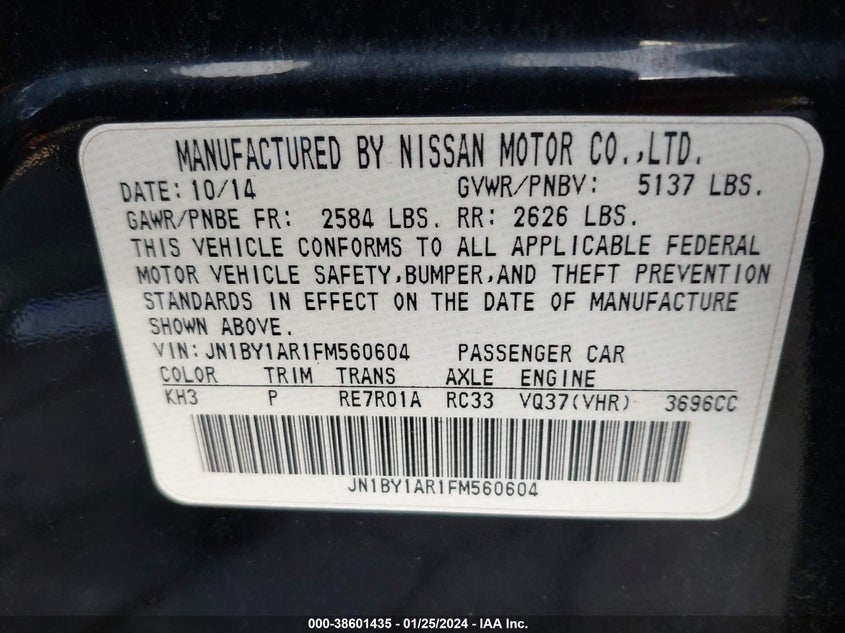 MANUFACTURED BY NISSAN MOTOR CO.,LTD.
DATE: 10/14 GVWR/PNBV: 5137 LBS.
GAWR/PNBE FR: 2584 LBS. RR: 2626 LBS.
THIS VEHICLE CONFORMS TO ALL APPLICABLE FEDERAL
MOTOR VEHICLE SAFETY,BUMPER,AND THEFT PREVENTION
STANDARDS IN EFFECT ON THE DATE OF MANUFACTURE
SHOWN ABOVE.
VIN: JN1BY1AR1FM560604 PASSENGER CAR
COLOR TRIM TRANS AXLE ENGINE
KH3 P RE7R01A RC33 VQ37(VHR) 3696CC
JN1BY1AR1FM560604
000-38601435 - 01/25/2024 - IAA Inc.